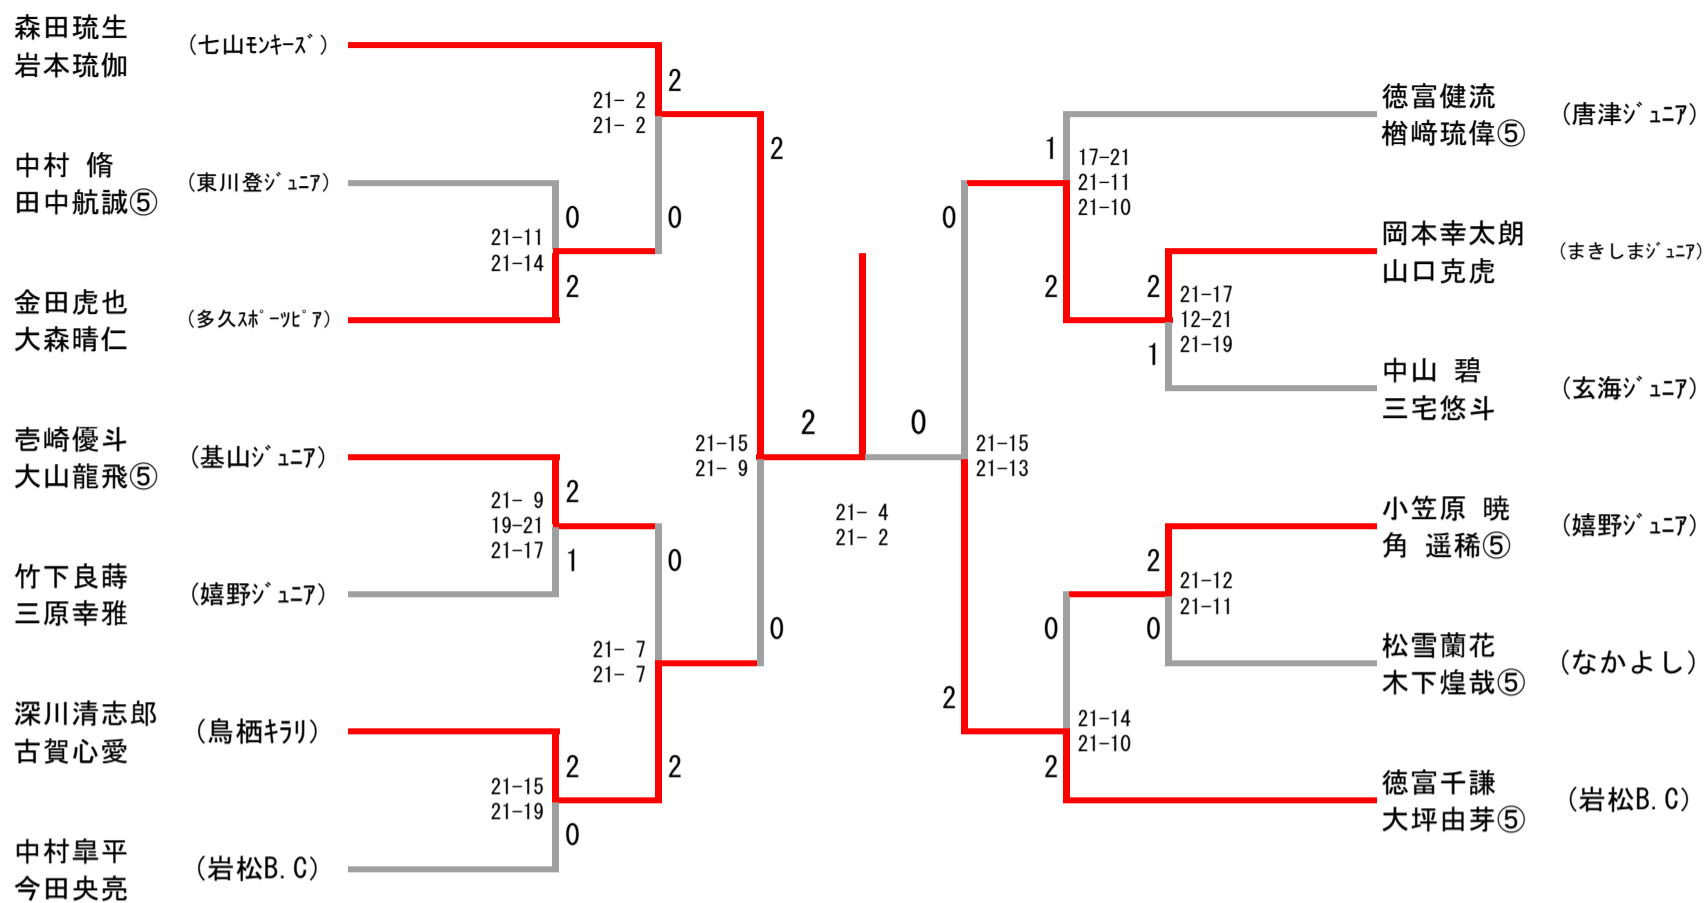 森田琉生
岩本琉伽
(七山ﾓﾝｷｰｽﾞ)
中村 脩
田中航誠⑤
(東川登ｼﾞｭﾆｱ)
金田虎也
大森晴仁
(多久ｽﾎﾟｰﾂﾋﾟｱ)
壱崎優斗
大山龍飛⑤
(基山ｼﾞｭﾆｱ)
竹下良蒔
三原幸雅
(嬉野ｼﾞｭﾆｱ)
深川清志郎
古賀心愛
(鳥栖ｷﾗﾘ)
中村皐平
今田央亮
(岩松B.C)
21-11
21-14
0
2
21- 9
19-21
21-17
2
1
21-15
21-19
2
0
21- 2
21- 2
2
0
21- 7
21- 7
0
2
21-15
21- 9
2
0
2
0
21- 4
21- 2
21-15
21-13
0
2
17-21
21-11
21-10
1
2
21-14
21-10
0
2
21-17
12-21
21-19
2
1
21-12
21-11
2
0
徳富健流
楢﨑琉偉⑤
(唐津ｼﾞｭﾆｱ)
岡本幸太朗
山口克虎
(まきしまｼﾞｭﾆｱ)
中山 碧
三宅悠斗
(玄海ｼﾞｭﾆｱ)
小笠原 暁
角 遥稀⑤
(嬉野ｼﾞｭﾆｱ)
松雪蘭花
木下煌哉⑤
(なかよし)
徳富千謙
大坪由芽⑤
(岩松B.C)